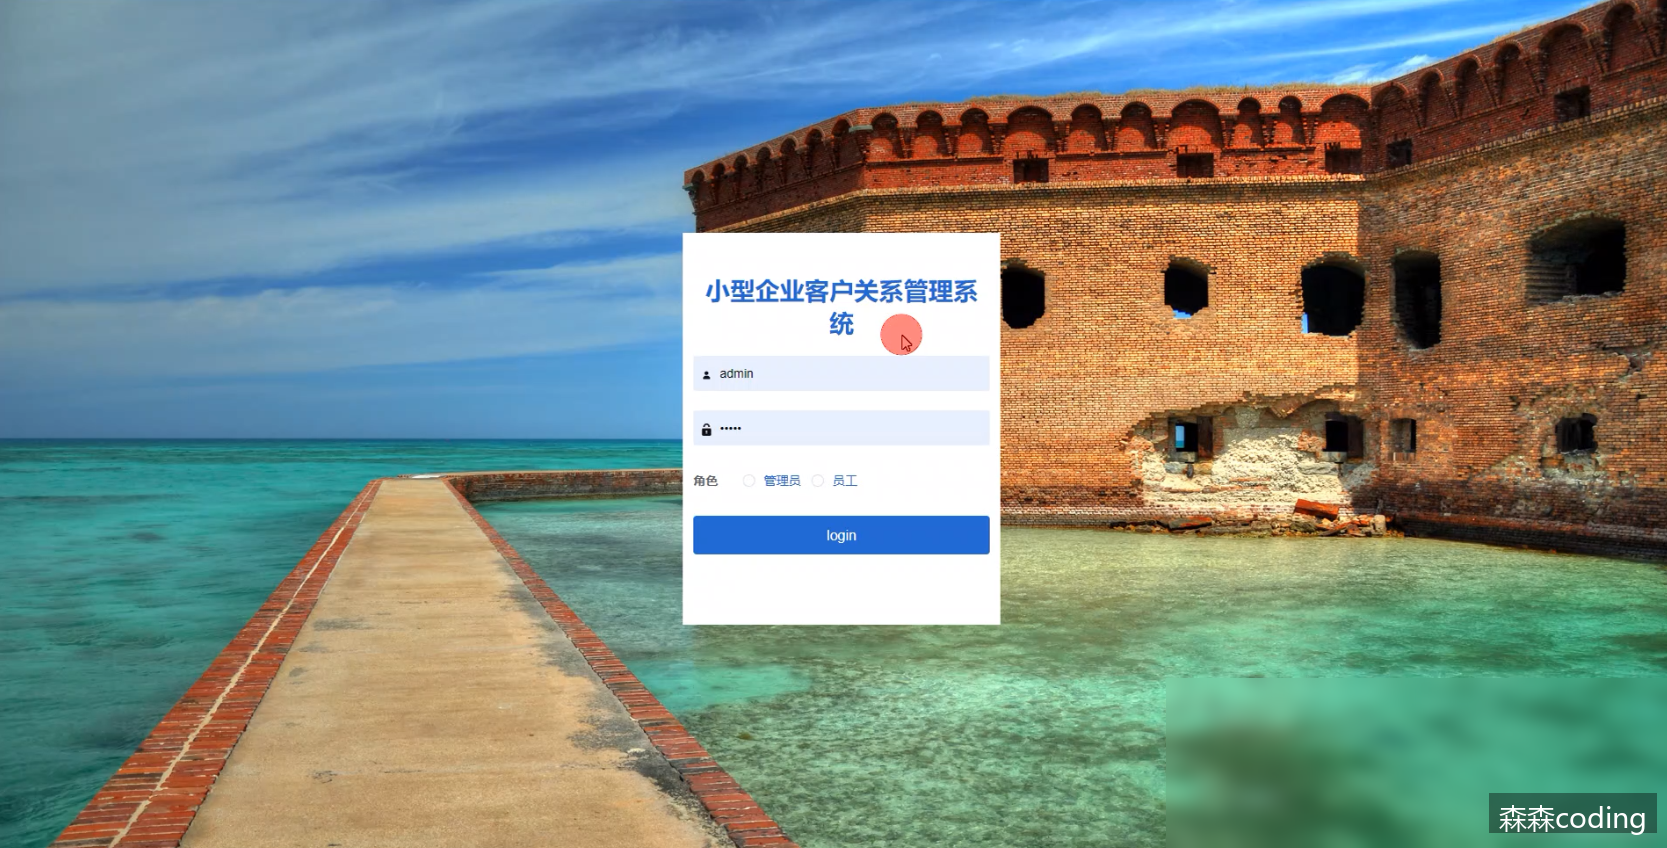 小型企业客户关系管理系
统
admin
•••••
角色 管理员 员工
login
森森coding